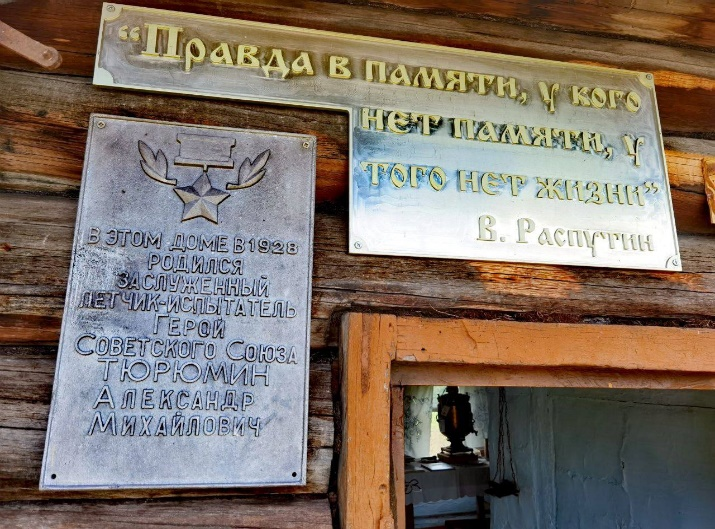 “Правда в памяти, у кого
нет памяти, у
того нет жизни”
В. Распутин
В ЭТОМ ДОМЕ В 1928
РОДИЛСЯ
ЗАСЛУЖЕННЫЙ
ЛЕТЧИК-ИСПЫТАТЕЛЬ
ГЕРОЙ
СОВЕТСКОГО СОЮЗА
ТЮРЮМИН
АЛЕКСАНДР
МИХАЙЛОВИЧ